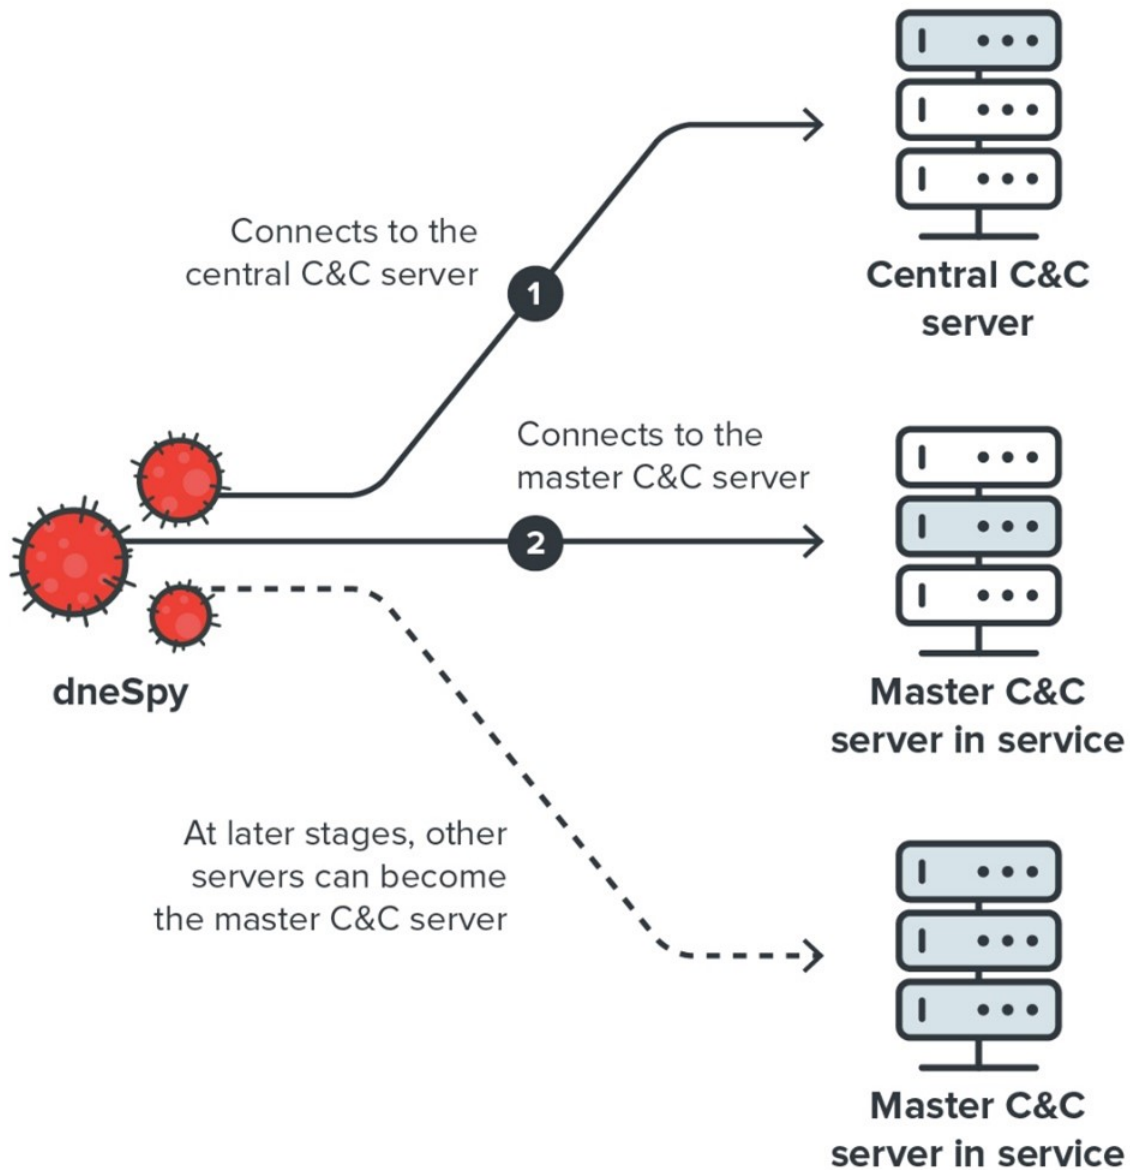 Connects to the
central C&C server
1
Central C&C
server
Connects to the
master C&C server
2
Master C&C
server in service
dneSpy
At later stages, other
servers can become
the master C&C server
Master C&C
server in service